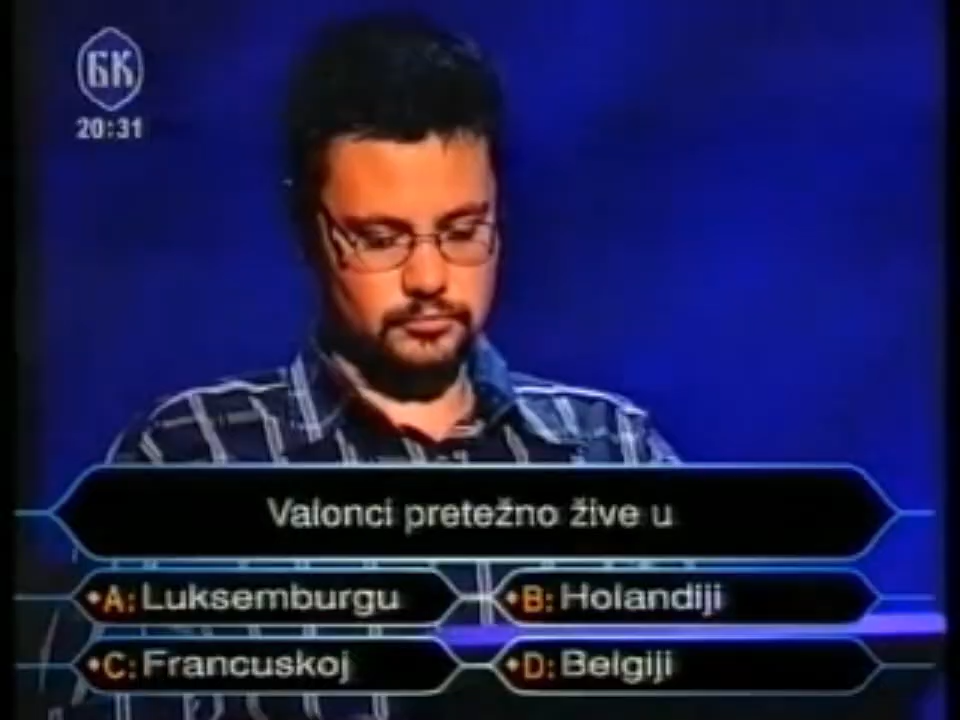 БК
20:31
Valonci pretežno žive u
•A: Luksemburgu
•B: Holandiji
•C: Francuskoj
•D: Belgiji